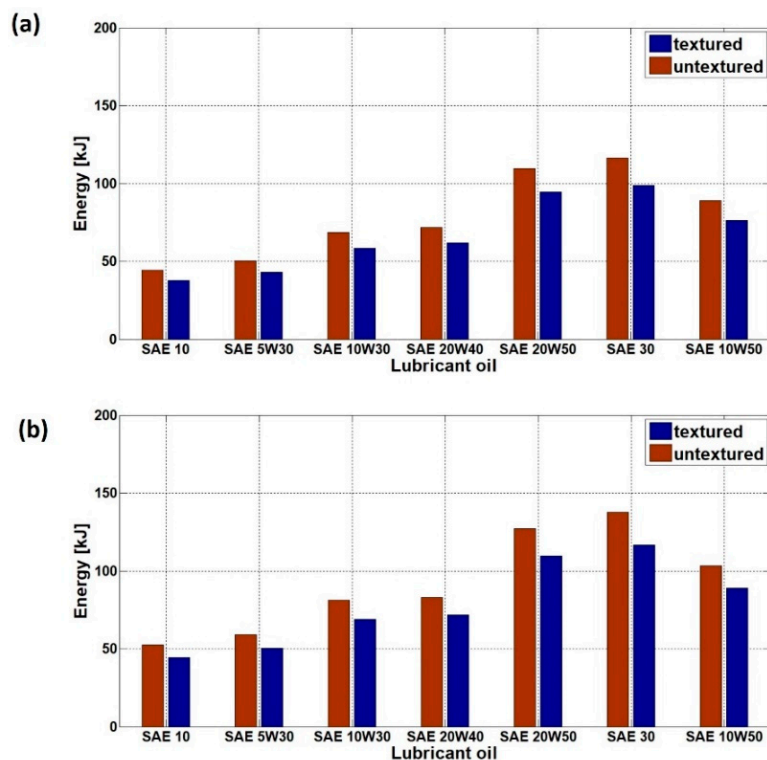 (a)
200
textured
untextured
150
Energy [kJ]
100
50
0
SAE 10 SAE 5W30 SAE 10W30 SAE 20W40 SAE 20W50 SAE 30 SAE 10W50
Lubricant oil
(b)
200
textured
untextured
150
Energy [kJ]
100
50
0
SAE 10 SAE 5W30 SAE 10W30 SAE 20W40 SAE 20W50 SAE 30 SAE 10W50
Lubricant oil